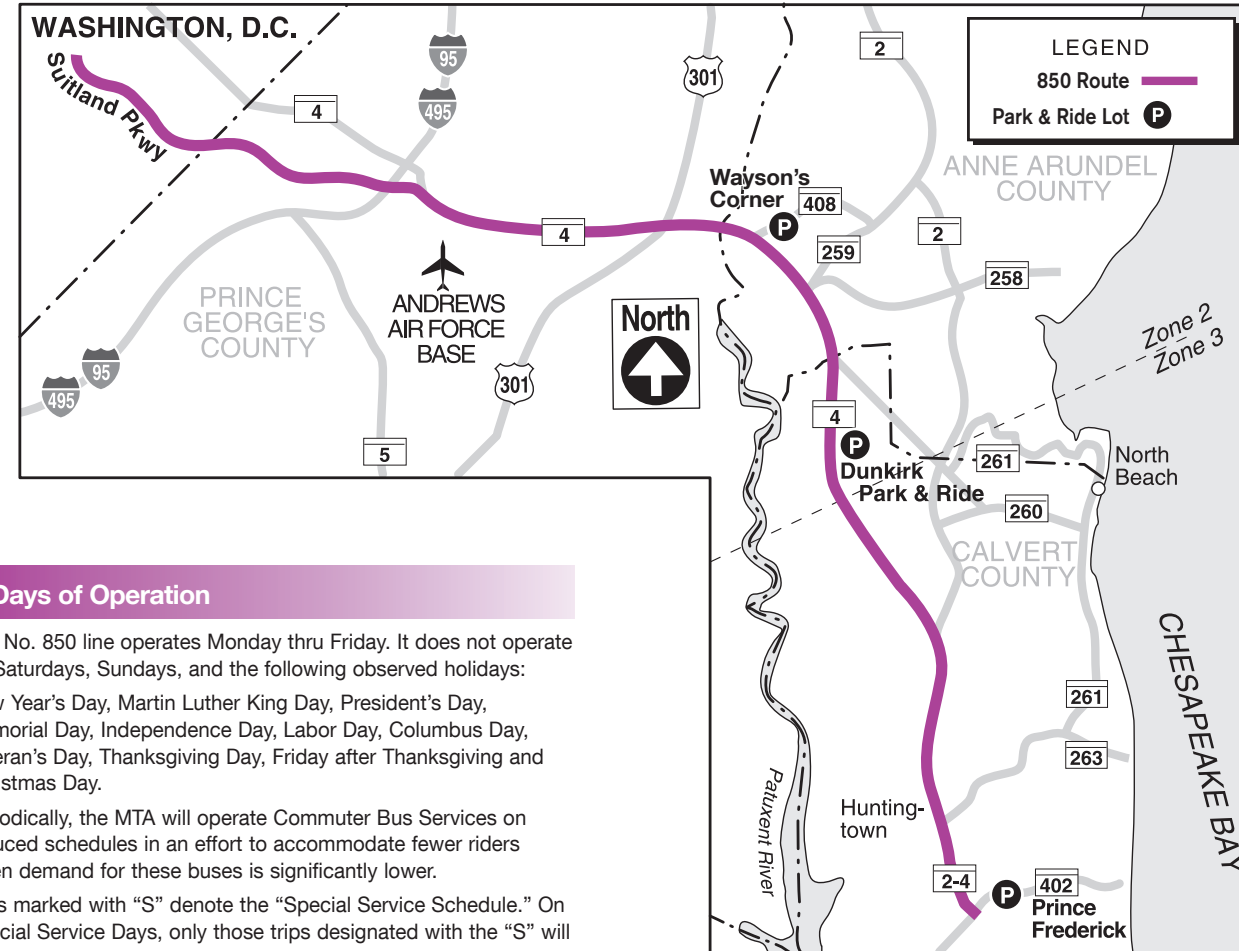 WASHINGTON, D.C.
Suitland Pkwy
4
95
495
301
2
LEGEND
850 Route
Park & Ride Lot P
ANNE ARUNDEL
COUNTY
Wayson's
Corner
P
408
259
2
258
4
PRINCE
GEORGE'S
COUNTY
ANDREWS
AIR FORCE
BASE
North
301
95
495
5
Zone 2
Zone 3
4
P
Dunkirk
Park & Ride
261
North
Beach
260
CALVERT
COUNTY
CHESAPEAKE BAY
261
263
Patuxent River
Hunting-
town
2-4
P
402
Prince
Frederick
Days of Operation
No. 850 line operates Monday thru Friday. It does not operate
Saturdays, Sundays, and the following observed holidays:
Year's Day, Martin Luther King Day, President's Day,
morial Day, Independence Day, Labor Day, Columbus Day,
eran's Day, Thanksgiving Day, Friday after Thanksgiving and
stmas Day.
odically, the MTA will operate Commuter Bus Services on
uced schedules in an effort to accommodate fewer riders
en demand for these buses is significantly lower.
s marked with “S” denote the “Special Service Schedule.” On
cial Service Days, only those trips designated with the “S” will